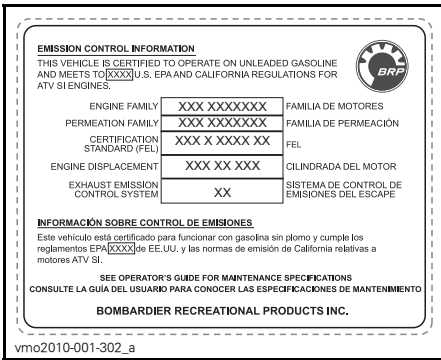 EMISSION CONTROL INFORMATION
THIS VEHICLE IS CERTIFIED TO OPERATE ON UNLEADED GASOLINE
AND MEETS TO XXXX U.S. EPA AND CALIFORNIA REGULATIONS FOR
ATV SI ENGINES.
BRP
ENGINE FAMILY XXX XXXXXXX FAMILIA DE MOTORES
PERMEATION FAMILY XXX XXXXXXX FAMILIA DE PERMEACIÓN
CERTIFICATION
STANDARD (FEL) XXX X XXXX XX FEL
ENGINE DISPLACEMENT XXX XX XXX CILINDRADA DEL MOTOR
EXHAUST EMISSION
CONTROL SYSTEM XX SISTEMA DE CONTROL DE
EMISIONES DEL ESCAPE
INFORMACIÓN SOBRE CONTROL DE EMISIONES
Este vehículo está certificado para funcionar con gasolina sin plomo y cumple los
reglamentos EPA XXXX de EE.UU. y las normas de emisión de California relativas a
motores ATV SI.
SEE OPERATOR'S GUIDE FOR MAINTENANCE SPECIFICATIONS
CONSULTE LA GUÍA DEL USUARIO PARA CONOCER LAS ESPECIFICACIONES DE MANTENIMIENTO
BOMBARDIER RECREATIONAL PRODUCTS INC.
vmo2010-001-302_a